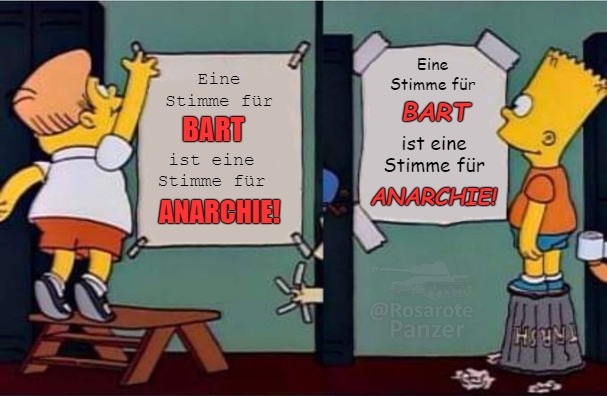 Eine
Stimme für
BART
ist eine
Stimme für
ANARCHIE!
Eine
Stimme für
BART
ist eine
Stimme für
ANARCHIE!
@Rosarote
Panzer
TRASH